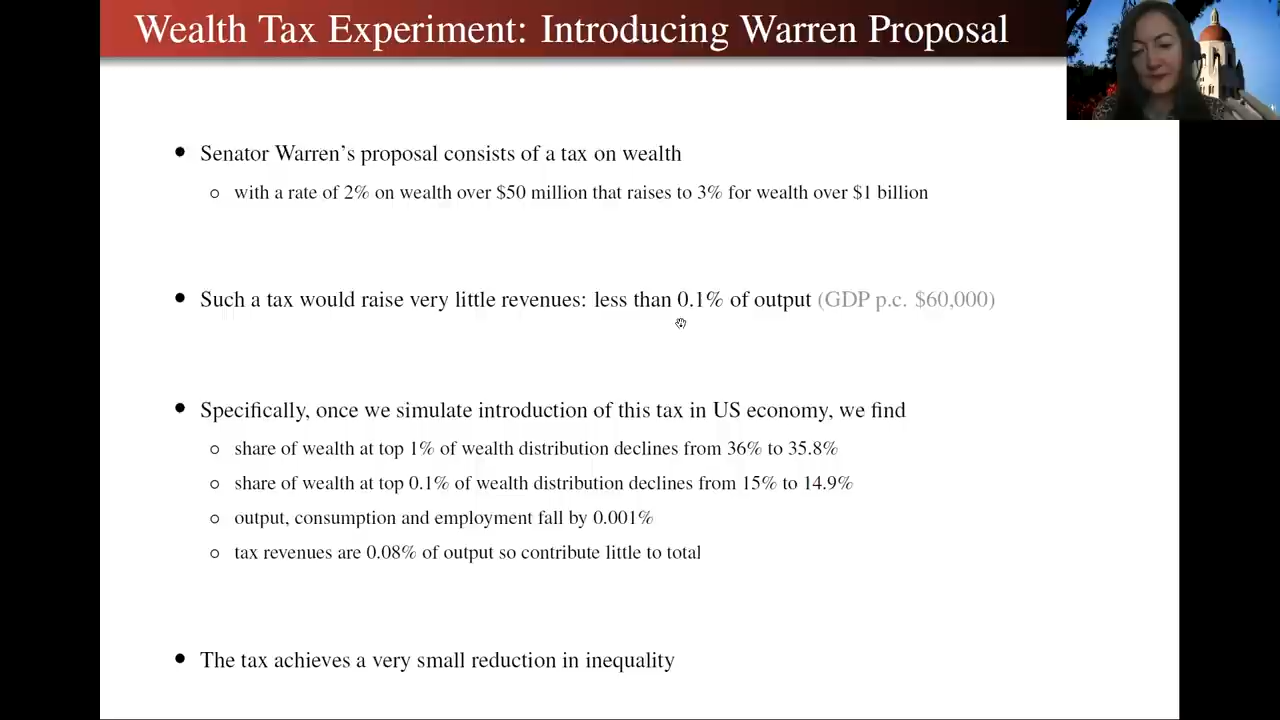 Wealth Tax Experiment: Introducing Warren Proposal
• Senator Warren's proposal consists of a tax on wealth
○ with a rate of 2% on wealth over $50 million that raises to 3% for wealth over $1 billion
• Such a tax would raise very little revenues: less than 0.1% of output (GDP p.c. $60,000)
• Specifically, once we simulate introduction of this tax in US economy, we find
○ share of wealth at top 1% of wealth distribution declines from 36% to 35.8%
○ share of wealth at top 0.1% of wealth distribution declines from 15% to 14.9%
○ output, consumption and employment fall by 0.001%
○ tax revenues are 0.08% of output so contribute little to total
• The tax achieves a very small reduction in inequality